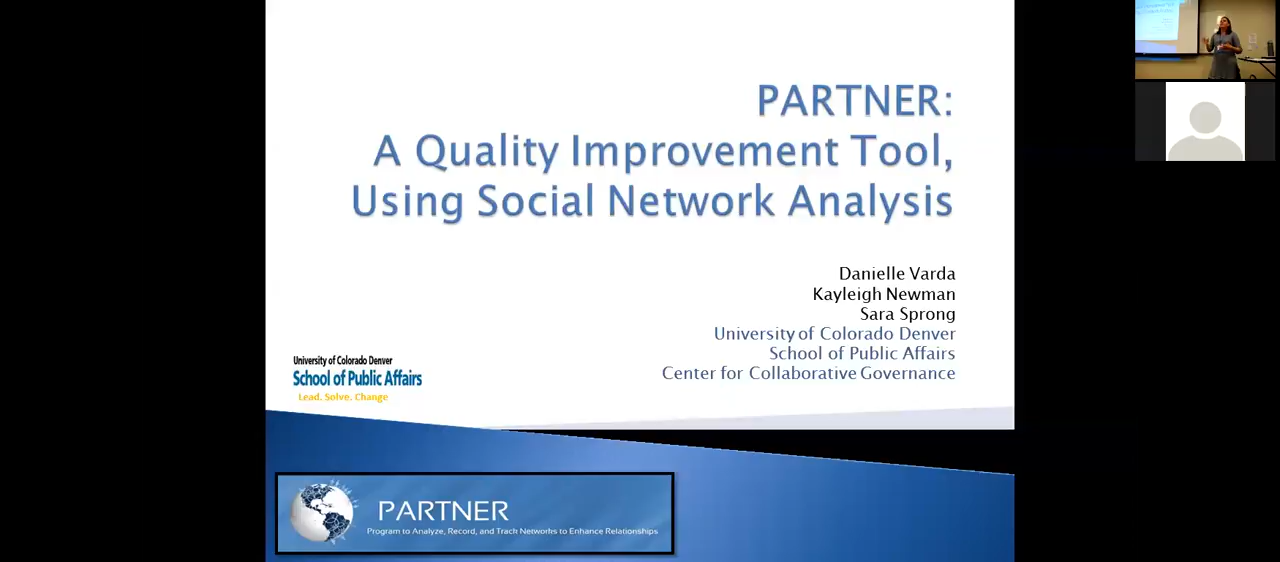 PARTNER:
A Quality Improvement Tool,
Using Social Network Analysis
Danielle Varda
Kayleigh Newman
Sara Sprong
University of Colorado Denver
School of Public Affairs
Center for Collaborative Governance
University of Colorado Denver
School of Public Affairs
Lead. Solve. Change
PARTNER
Program to Analyze, Record, and Track Networks to Enhance Relationships